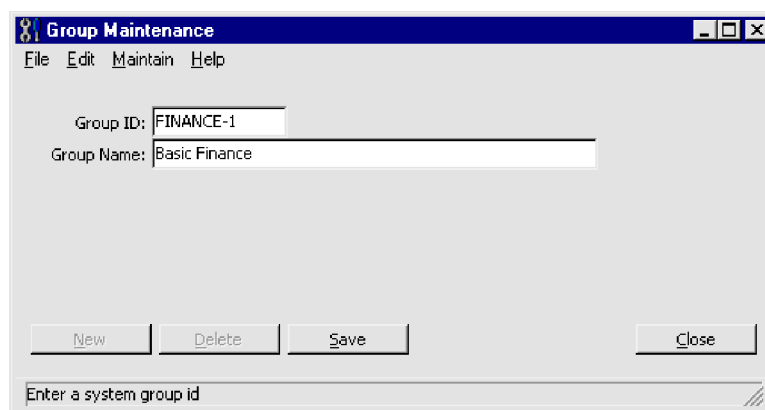 Group Maintenance
File Edit Maintain Help
Group ID: FINANCE-1
Group Name: Basic Finance
New Delete Save Close
Enter a system group id